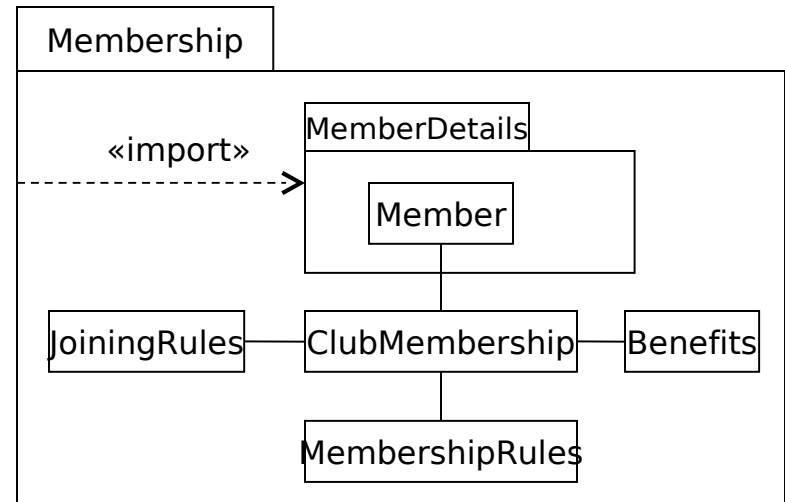 Membership
MemberDetails
«import»
Member
JoiningRules
ClubMembership
Benefits
MembershipRules